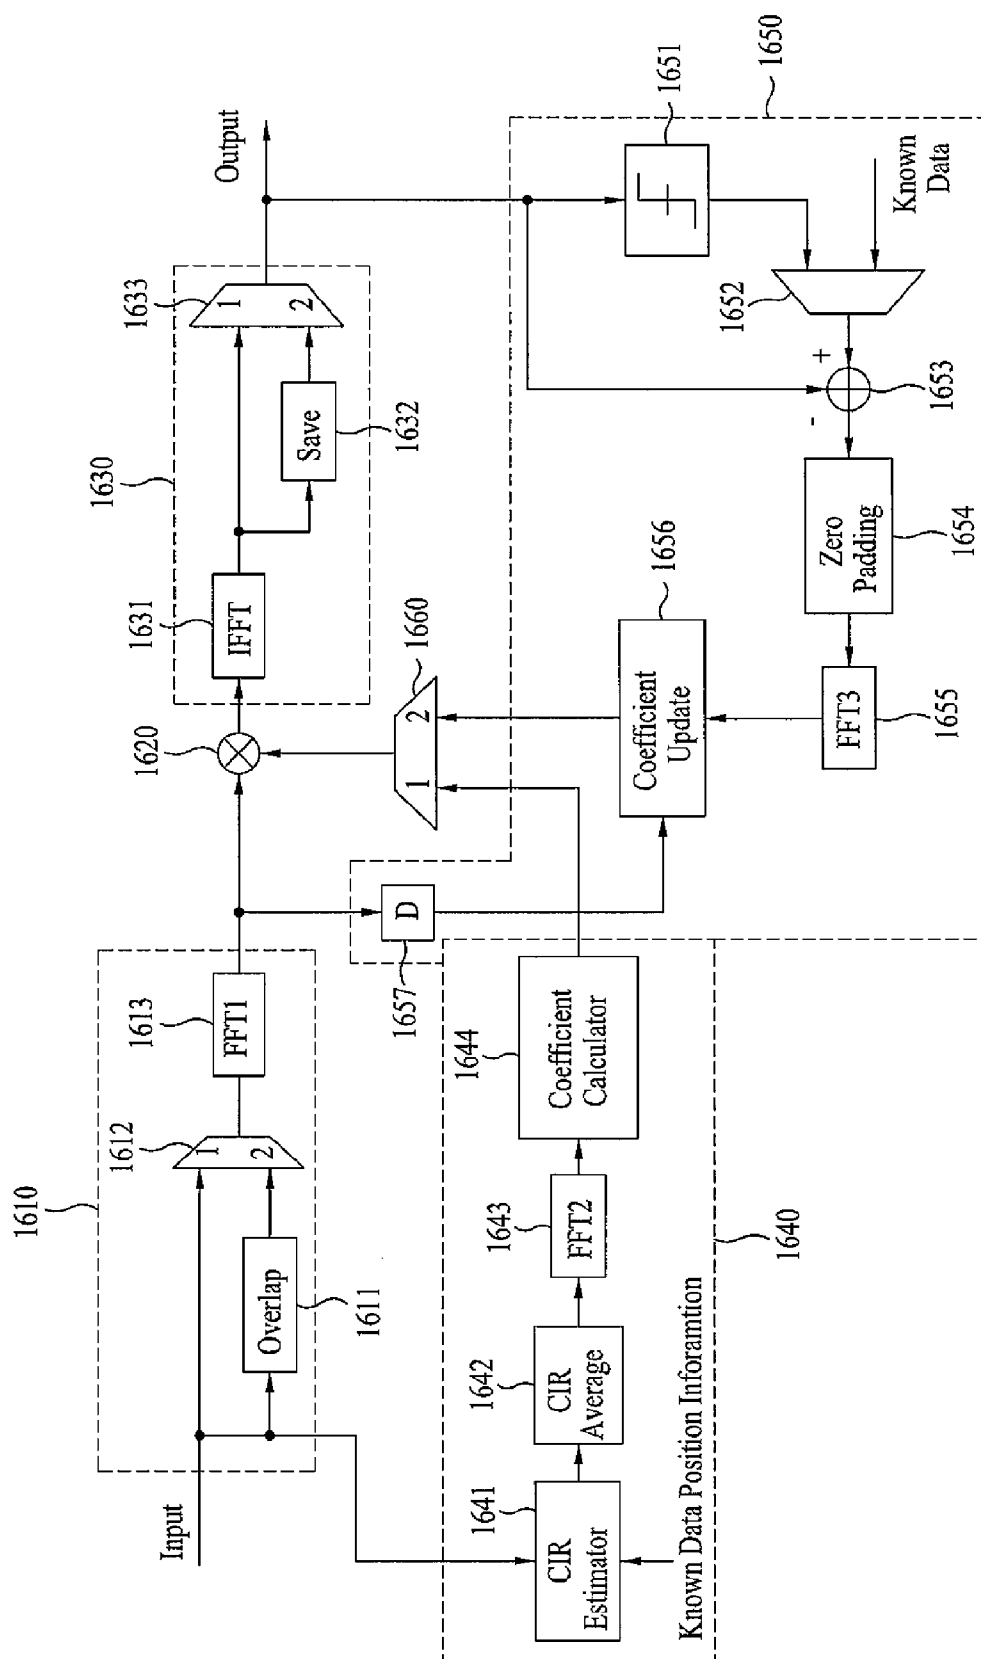 Input
1610
Overlap
1611
1
2
1612
FFT1
1613
1620
1630
IFFT
1631
Save
1632
1
2
1633
Output
D
1657
1
2
1660
1640
Known Data Position Inforamtion
CIR
Estimator
1641
CIR
Average
1642
FFT2
1643
Coefficient
Calculator
1644
1650
1651
Known
Data
1652
+
-
1653
Zero
Padding
1654
FFT3
1655
Coefficient
Update
1656